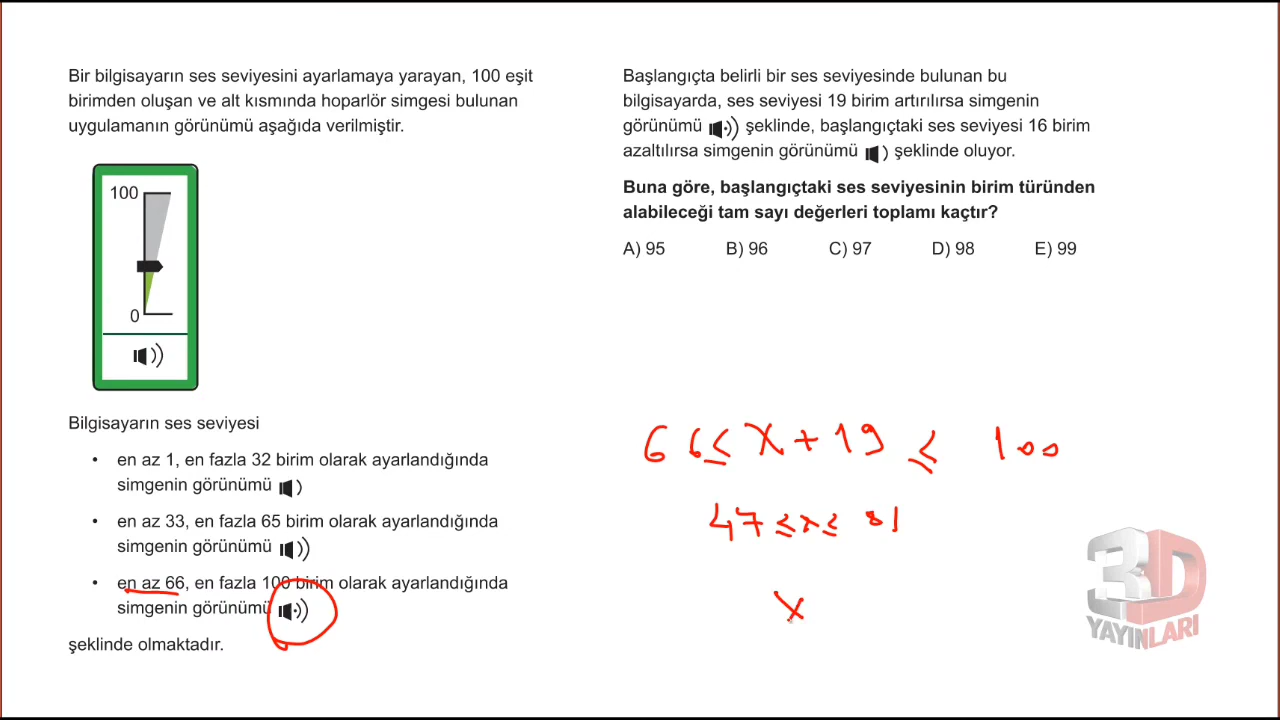 Bir bilgisayarın ses seviyesini ayarlamaya yarayan, 100 eşit
birimden oluşan ve alt kısmında hoparlör simgesi bulunan
uygulamanın görünümü aşağıda verilmiştir.
100
0
Bilgisayarın ses seviyesi
• en az 1, en fazla 32 birim olarak ayarlandığında
simgenin görünümü
• en az 33, en fazla 65 birim olarak ayarlandığında
simgenin görünümü
• en az 66, en fazla 100 birim olarak ayarlandığında
simgenin görünümü
şeklinde olmaktadır.
Başlangıçta belirli bir ses seviyesinde bulunan bu
bilgisayarda, ses seviyesi 19 birim artırılırsa simgenin
görünümü şeklinde, başlangıçtaki ses seviyesi 16 birim
azaltılırsa simgenin görünümü şeklinde oluyor.
Buna göre, başlangıçtaki ses seviyesinin birim türünden
alabileceği tam sayı değerleri toplamı kaçtır?
A) 95 B) 96 C) 97 D) 98 E) 99
66 ≤ x + 19 ≤ 100
47 ≤ x ≤ 81
x
3D
YAYINLARI